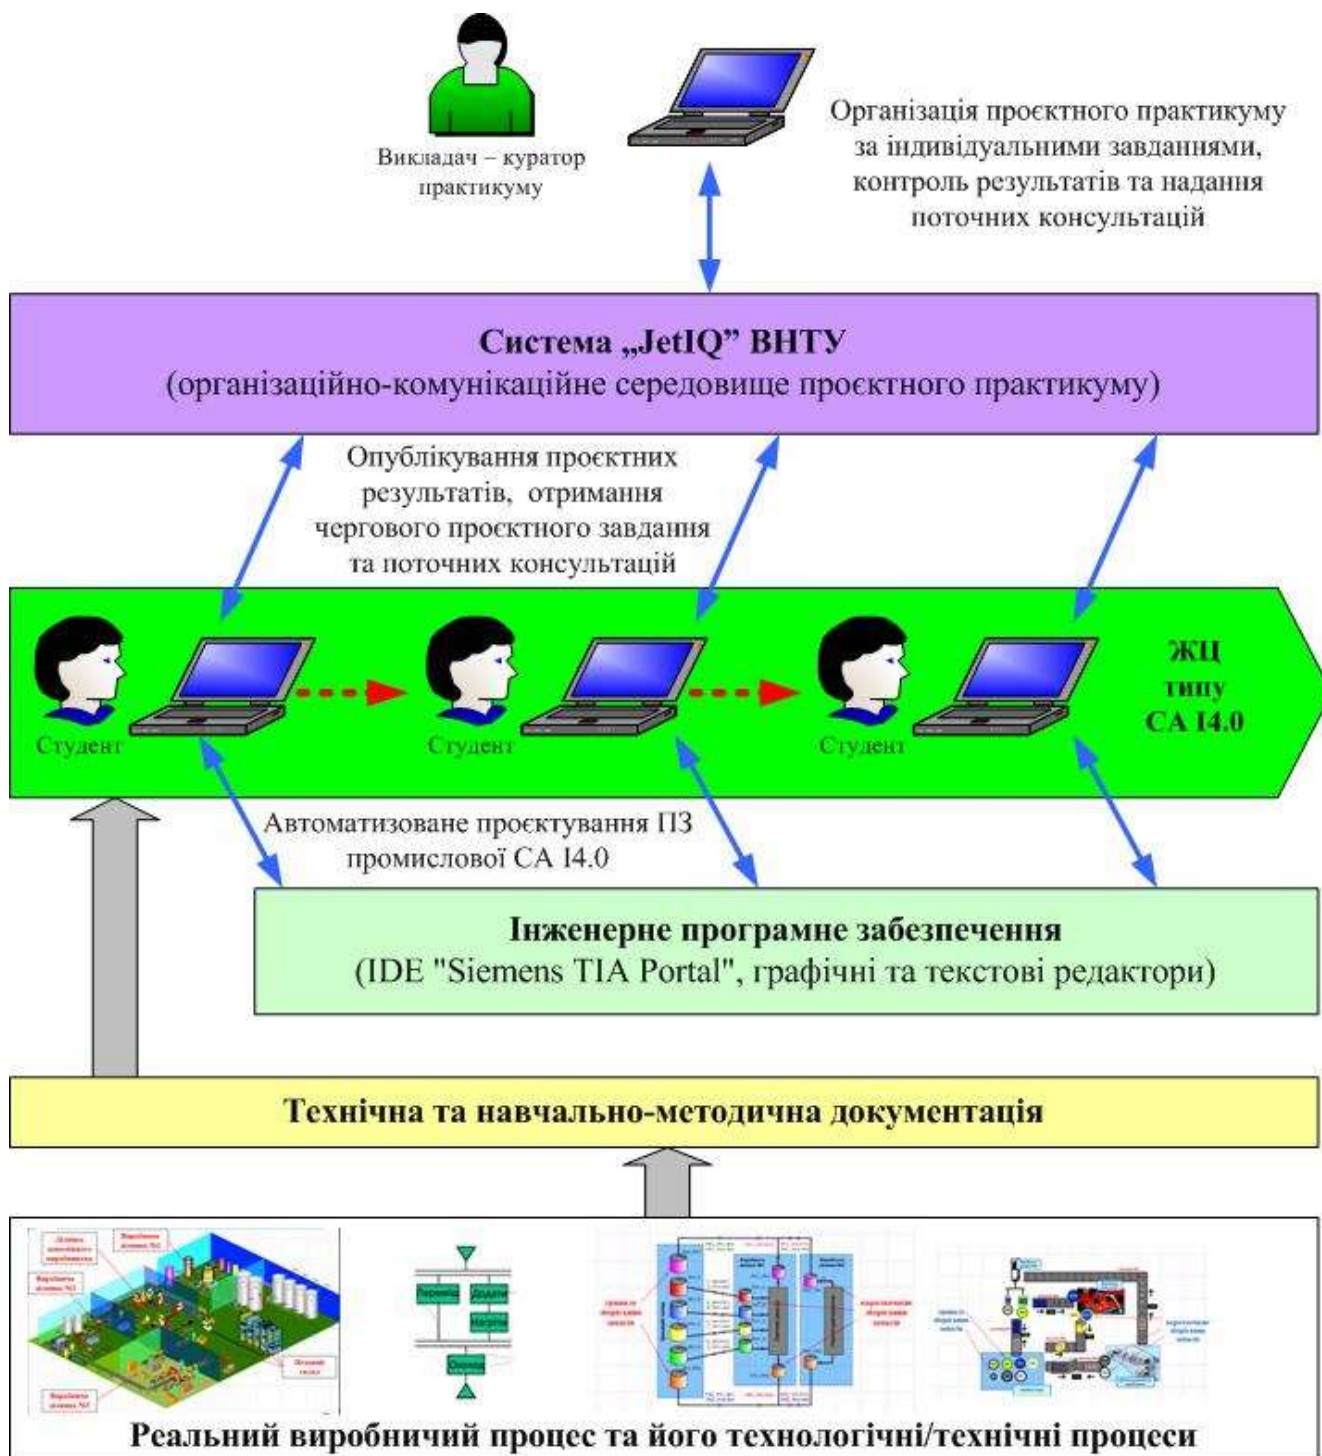 Викладач – куратор
практикуму
Організація проєктного практикуму
за індивідуальними завданнями,
контроль результатів та надання
поточних консультацій
Система „JetIQ” ВНТУ
(організаційно-комунікаційне середовище проєктного практикуму)
Опублікування проєктних
результатів, отримання
чергового проєктного завдання
та поточних консультацій
Студент
Студент
Студент
ЖЦ
типу
СА І4.0
Автоматизоване проєктування ПЗ
промислової СА І4.0
Інженерне програмне забезпечення
(IDE "Siemens TIA Portal", графічні та текстові редактори)
Технічна та навчально-методична документація
Додати
Нагріти
Реальний виробничий процес та його технологічні/технічні процеси